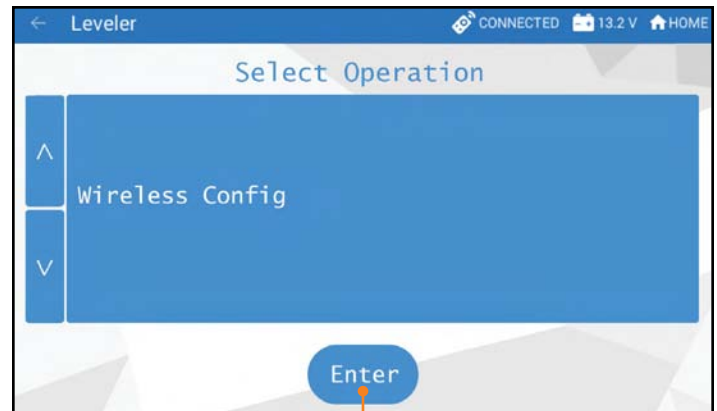 ← Leveler CONNECTED 13.2 V HOME
Select Operation
Wireless Config
Enter